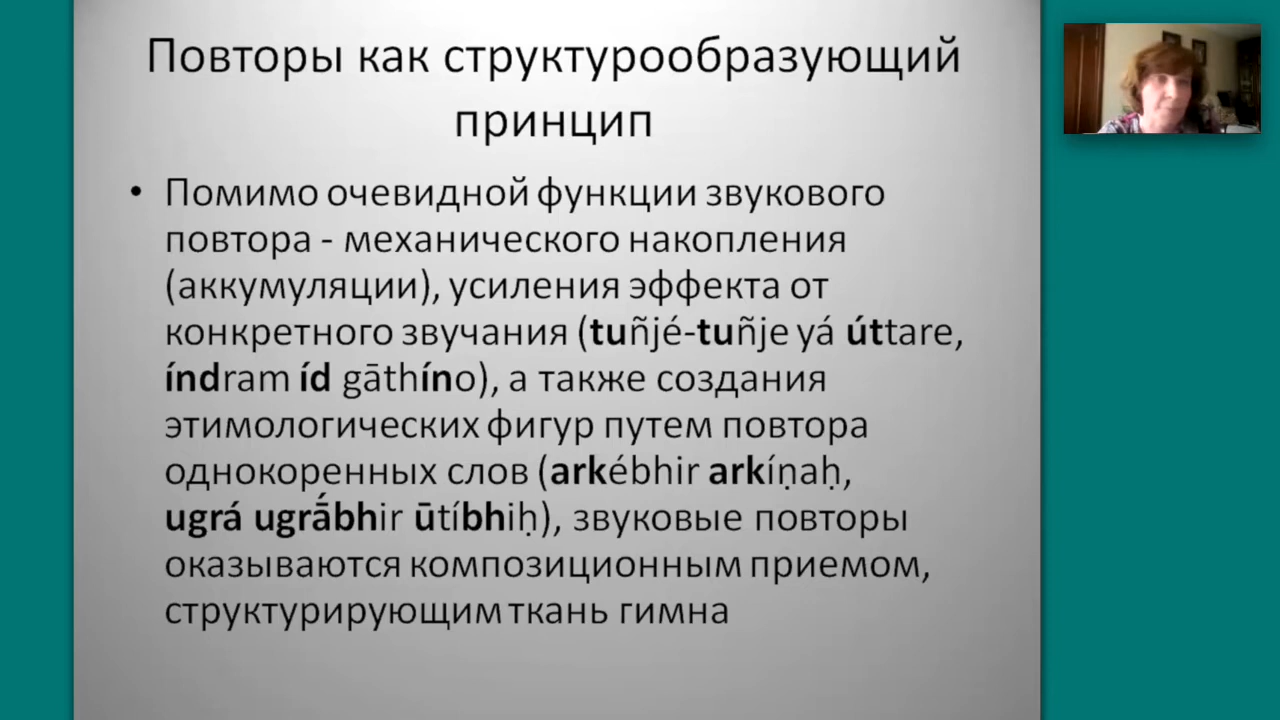 Повторы как структурообразующий
принцип
• Помимо очевидной функции звукового
повтора - механического накопления
(аккумуляции), усиления эффекта от
конкретного звучания (tuñjé-tuñje yá úttare,
índram íd gāthíno), а также создания
этимологических фигур путем повтора
однокоренных слов (arkébhir arkíṇaḥ,
ugrá ugrā́bhir ūtíbhiḥ), звуковые повторы
оказываются композиционным приемом,
структурирующим ткань гимна